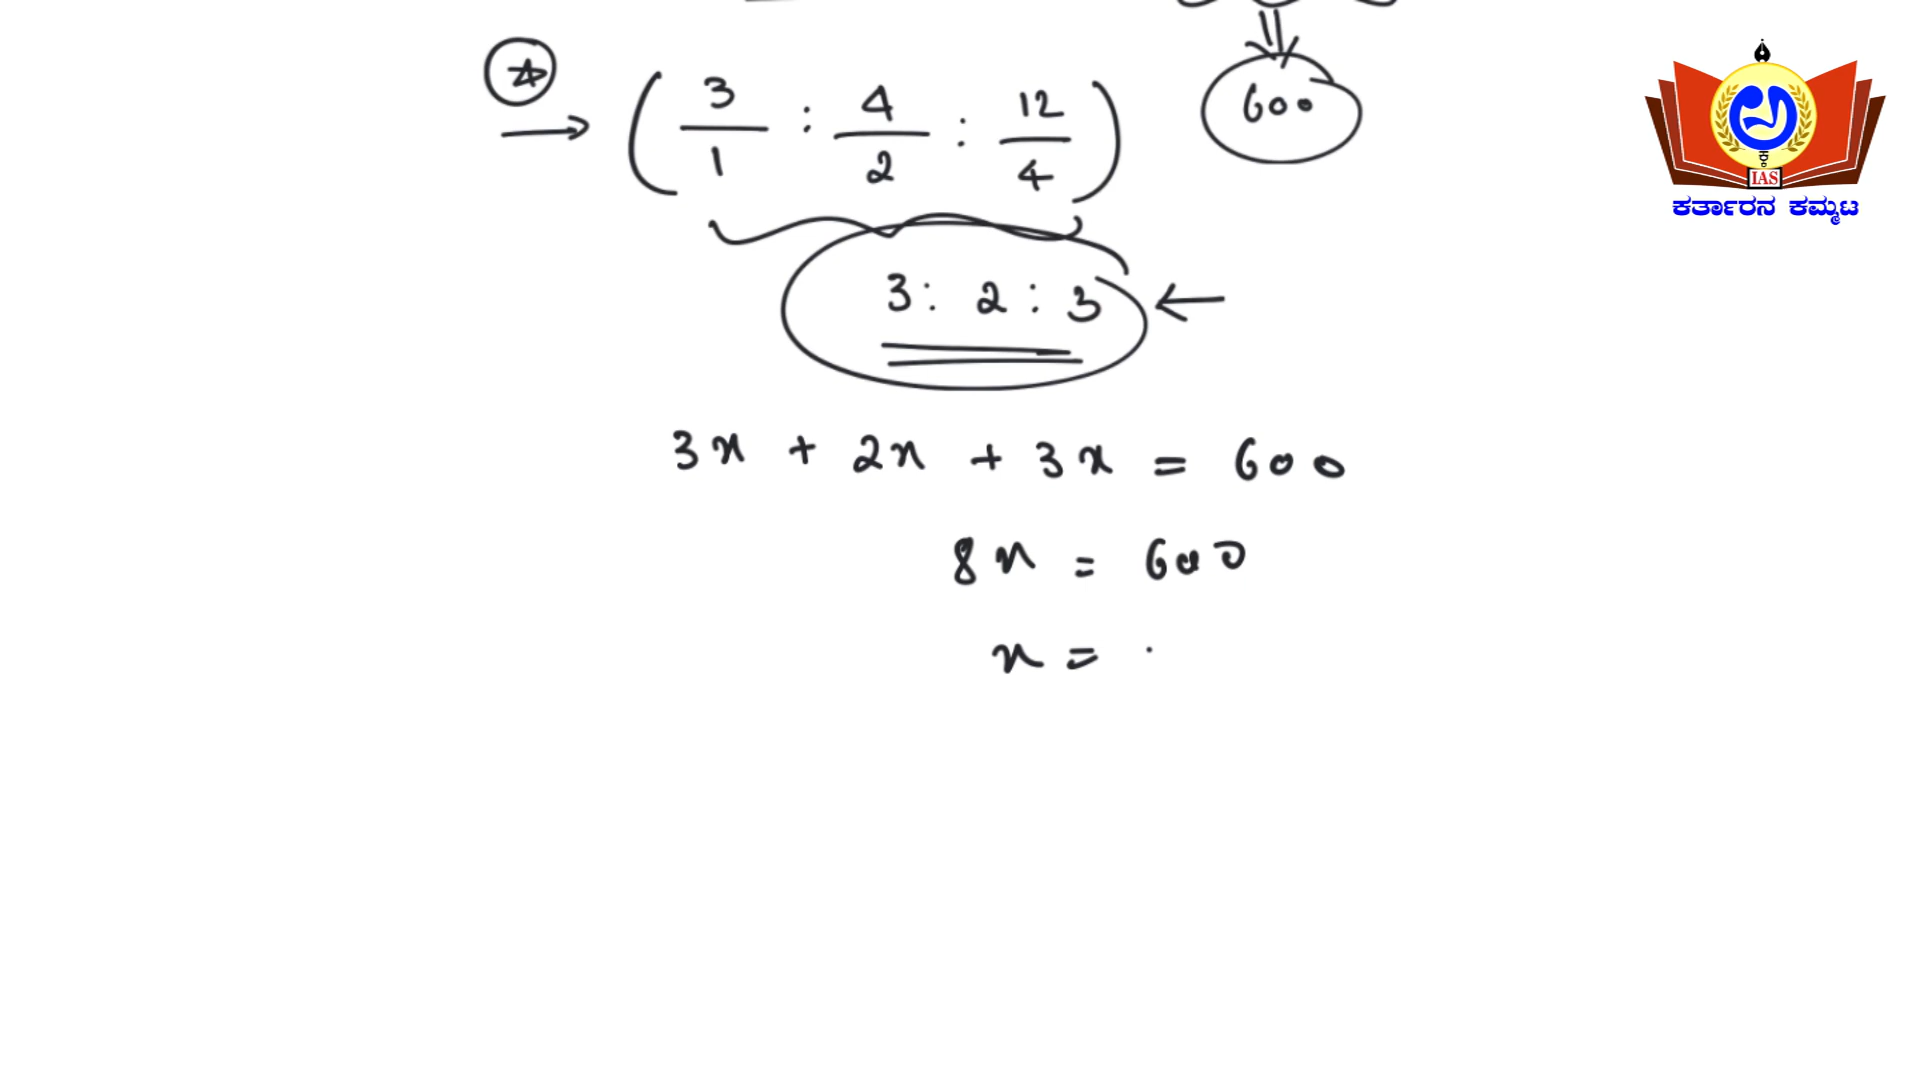 ( 3/1 : 4/2 : 12/4 ) 600
3 : 2 : 3 ←
3x + 2x + 3x = 600
8x = 600
x = .
IAS
ಕರ್ತಾರನ ಕಮ್ಮಟ